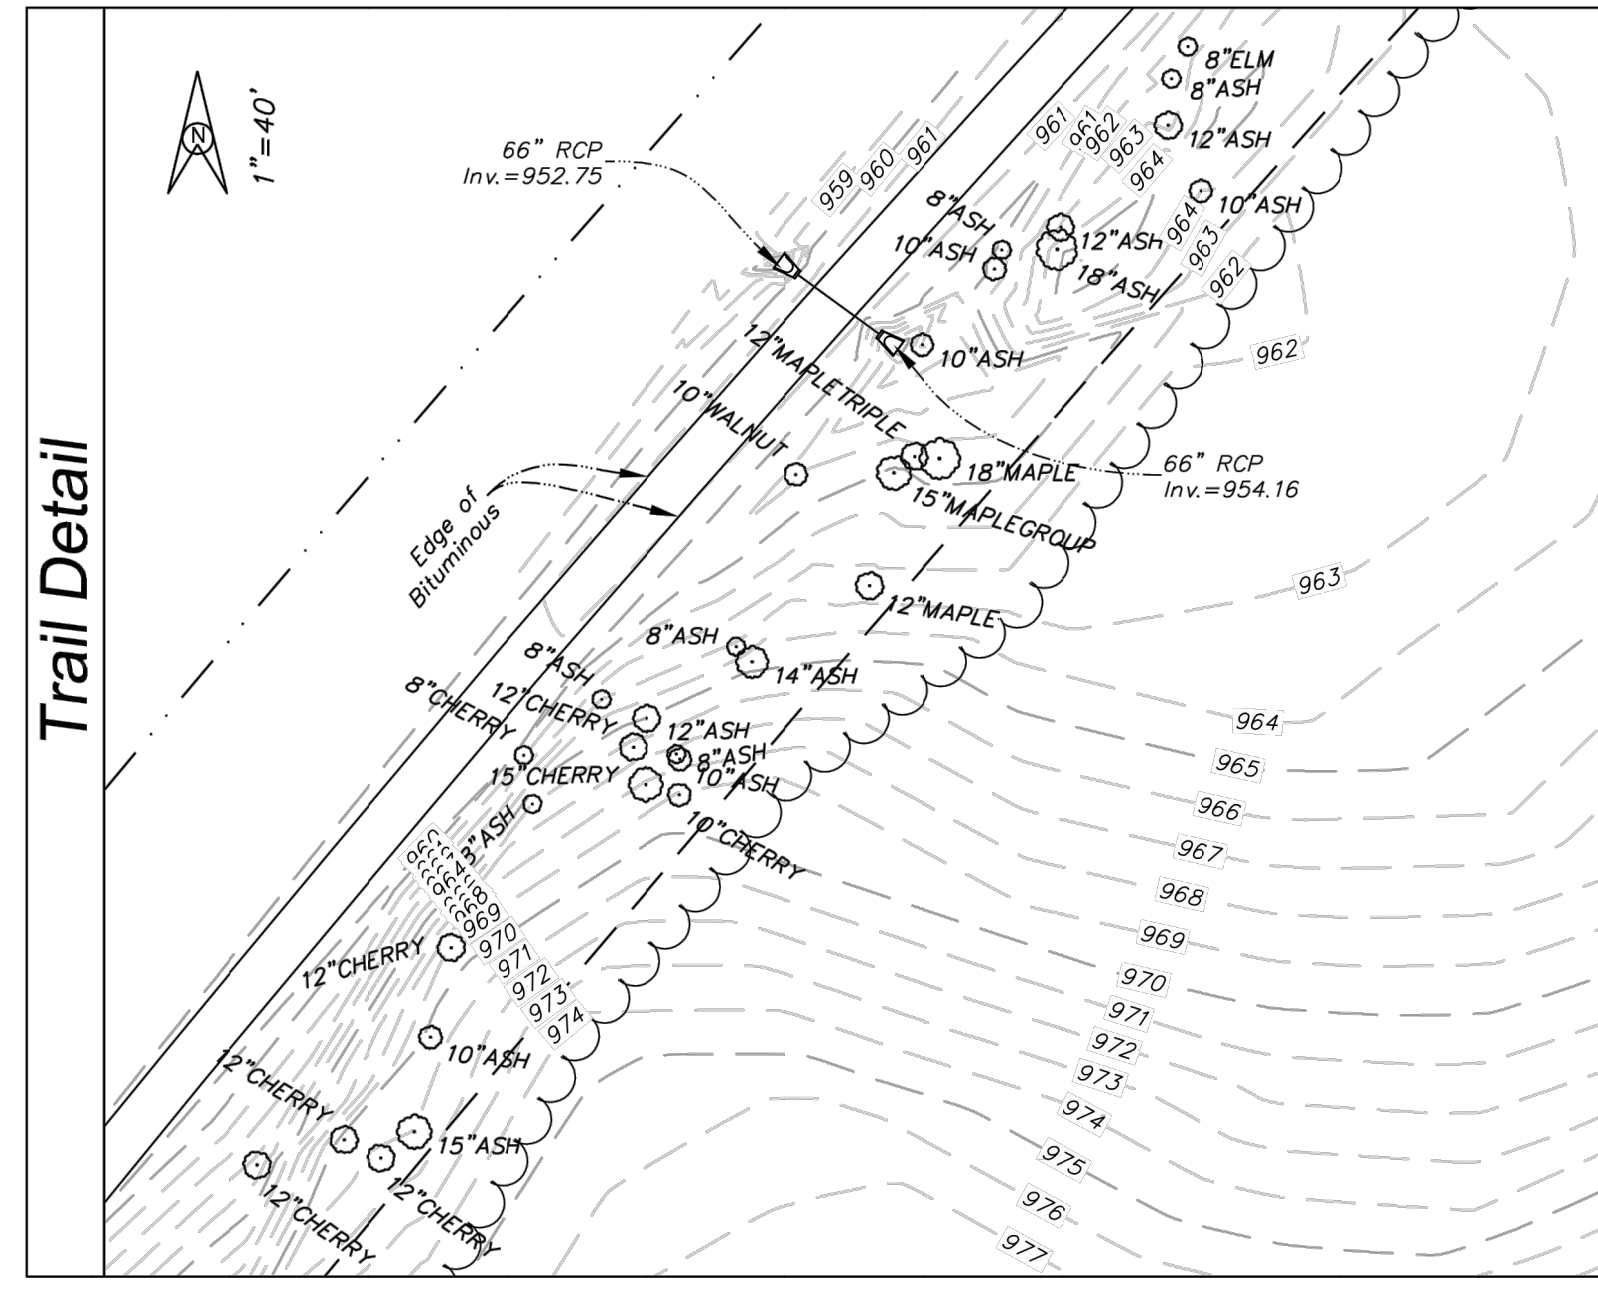 Trail Detail
N
1"=40'
66" RCP
Inv.=952.75
959
960
961
961
961
962
963
964
8"ELM
8"ASH
12"ASH
10"ASH
964
963
962
8"ASH
10"ASH
12"ASH
18"ASH
10"ASH
962
12"MAPLETRIPLE
10"WALNUT
18"MAPLE
15"MAPLEGROUP
66" RCP
Inv.=954.16
Edge of
Bituminous
12"MAPLE
963
8"ASH
14"ASH
8"ASH
8"CHERRY
12"CHERRY
12"ASH
8"ASH
10"ASH
15"CHERRY
10"CHERRY
964
965
966
967
968
969
970
971
972
973
974
975
976
977
969
970
971
972
973
974
12"CHERRY
10"ASH
12"CHERRY
15"ASH
12"CHERRY
12"CHERRY